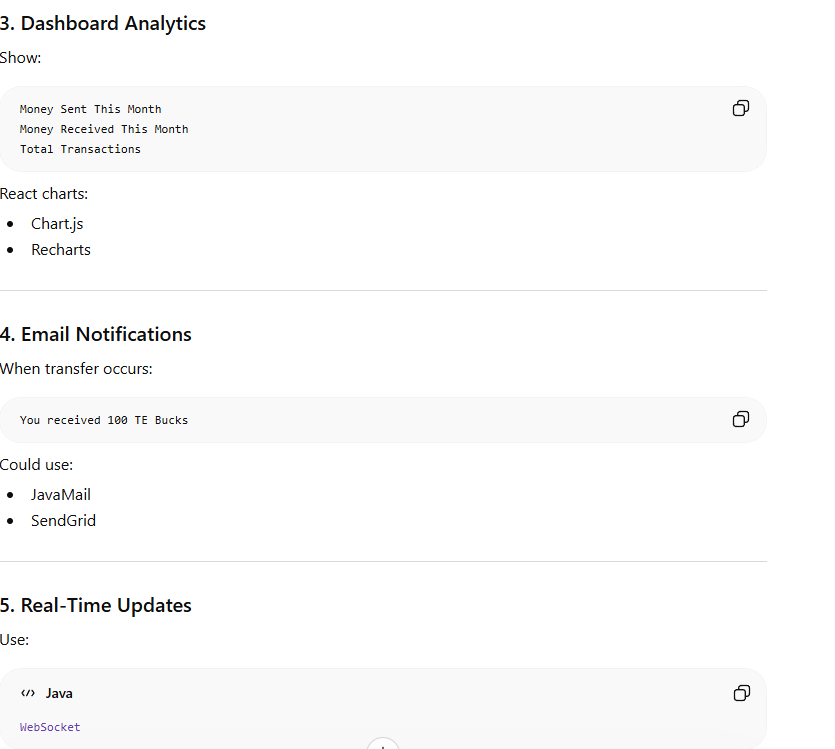 3. Dashboard Analytics
Show:
Money Sent This Month
Money Received This Month
Total Transactions
React charts:
Chart.js
Recharts
4. Email Notifications
When transfer occurs:
You received 100 TE Bucks
Could use:
JavaMail
SendGrid
5. Real-Time Updates
Use:
Java
WebSocket